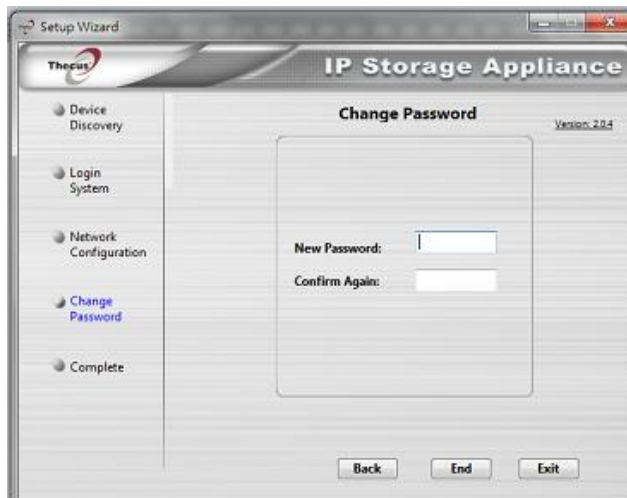 Setup Wizard
Thecus
IP Storage Appliance
Device
Discovery
Login
System
Network
Configuration
Change
Password
Complete
Change Password
Version: 2.0.4
New Password:
Confirm Again:
Back
End
Exit